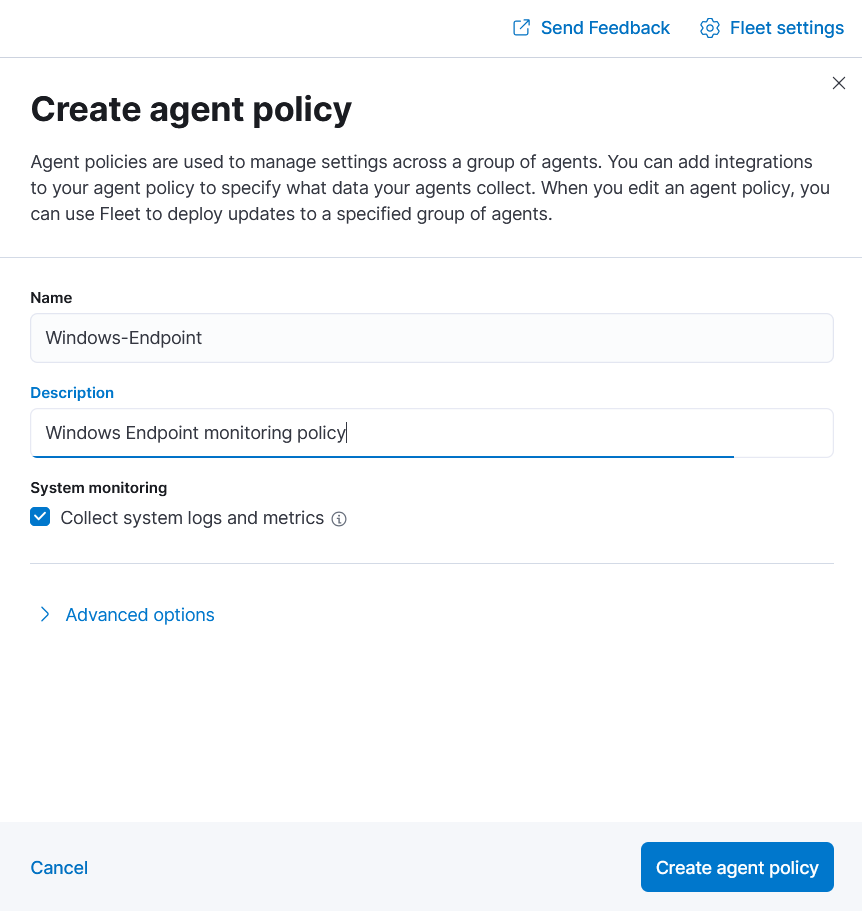 Send Feedback Fleet settings
Create agent policy
Agent policies are used to manage settings across a group of agents. You can add integrations
to your agent policy to specify what data your agents collect. When you edit an agent policy, you
can use Fleet to deploy updates to a specified group of agents.
Name
Windows-Endpoint
Description
Windows Endpoint monitoring policy
System monitoring
Collect system logs and metrics
Advanced options
Cancel Create agent policy